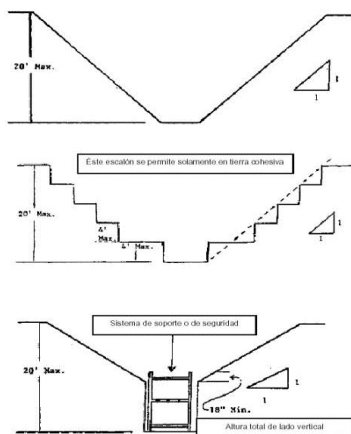 20' Max.
1
1
Éste escalón se permite solamente en tierra cohesiva
20' Max.
4'
Max.
4' Max.
1
1
Sistema de soporte o de seguridad
20' Max.
1
1
18" Min.
Altura total de lado vertical